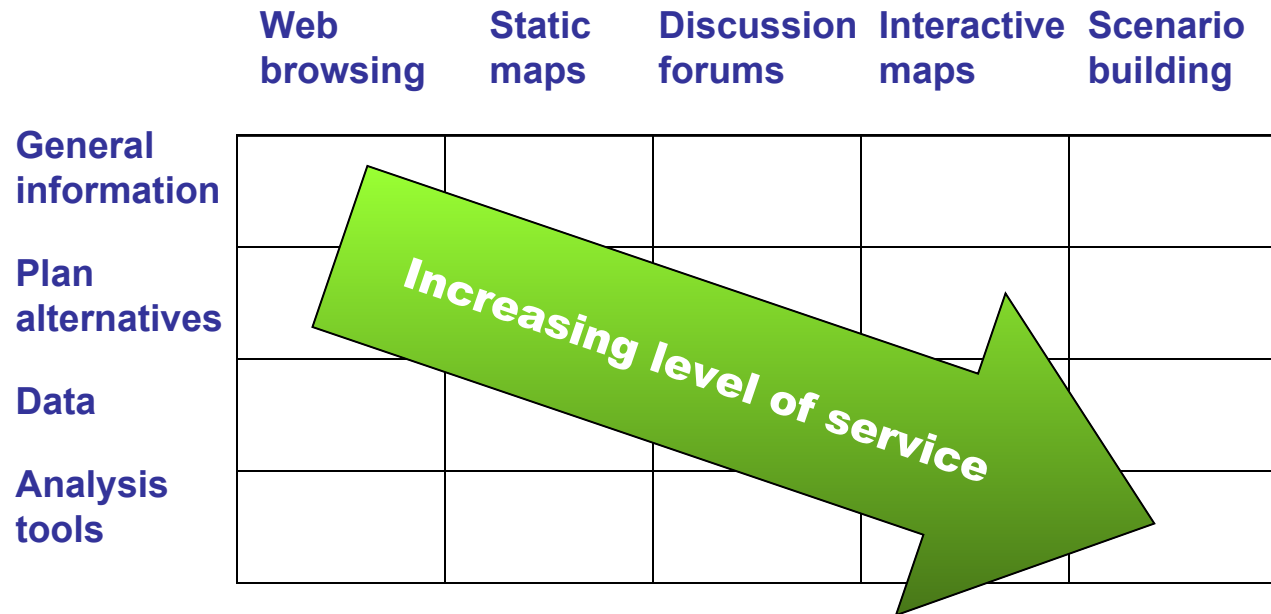 Web browsing
Static maps
Discussion forums
Interactive maps
Scenario building
General information
Plan alternatives
Data
Analysis tools
Increasing level of service